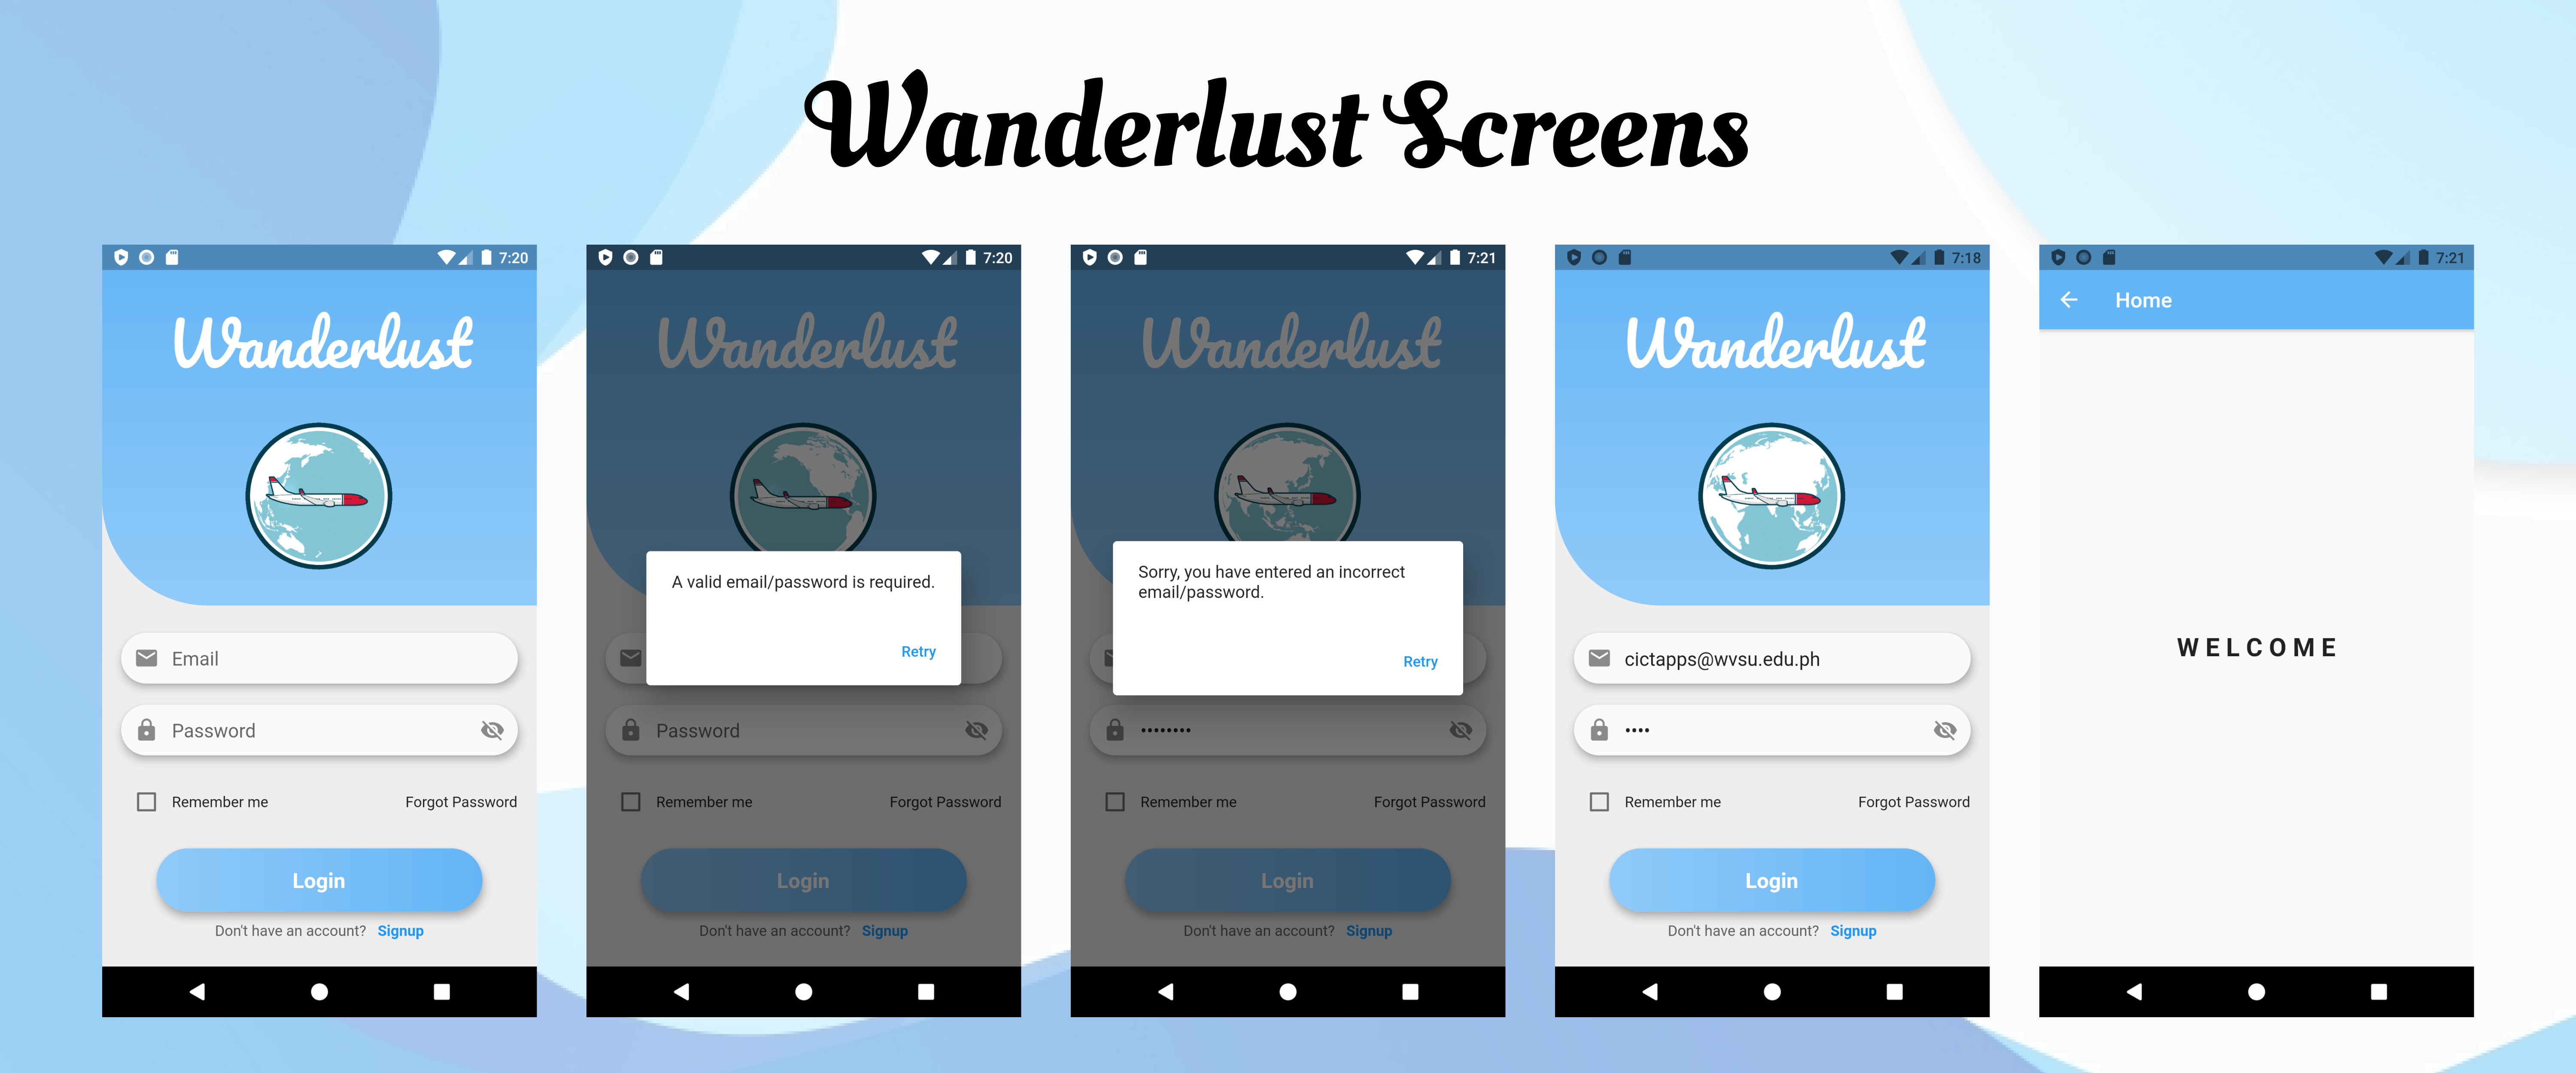 Wanderlust Screens
7:20
Wanderlust
Email
Password
Remember me Forgot Password
Login
Don't have an account? Signup
7:20
Wanderlust
A valid email/password is required.
Retry
Password
Remember me Forgot Password
Login
Don't have an account? Signup
7:21
Wanderlust
Sorry, you have entered an incorrect
email/password.
Retry
••••••••
Remember me Forgot Password
Login
Don't have an account? Signup
7:18
Wanderlust
cictapps@wvsu.edu.ph
••••
Remember me Forgot Password
Login
Don't have an account? Signup
7:21
Home
WELCOME